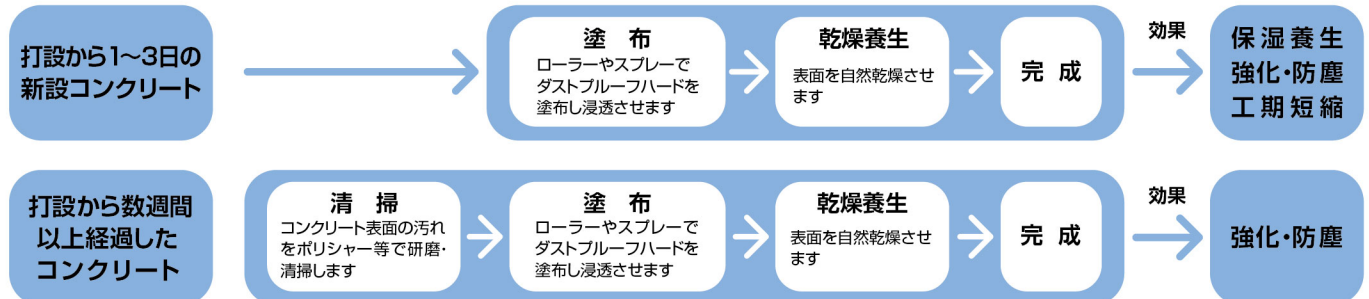 打設から1〜3日の
新設コンクリート
塗 布
ローラーやスプレーで
ダストプルーフハードを
塗布し浸透させます
乾燥養生
表面を自然乾燥させ
ます
完 成
効果
保湿養生
強化・防塵
工期短縮
打設から数週間
以上経過した
コンクリート
清 掃
コンクリート表面の汚れ
をポリシャー等で研磨・
清掃します
塗 布
ローラーやスプレーで
ダストプルーフハードを
塗布し浸透させます
乾燥養生
表面を自然乾燥させ
ます
完 成
効果
強化・防塵